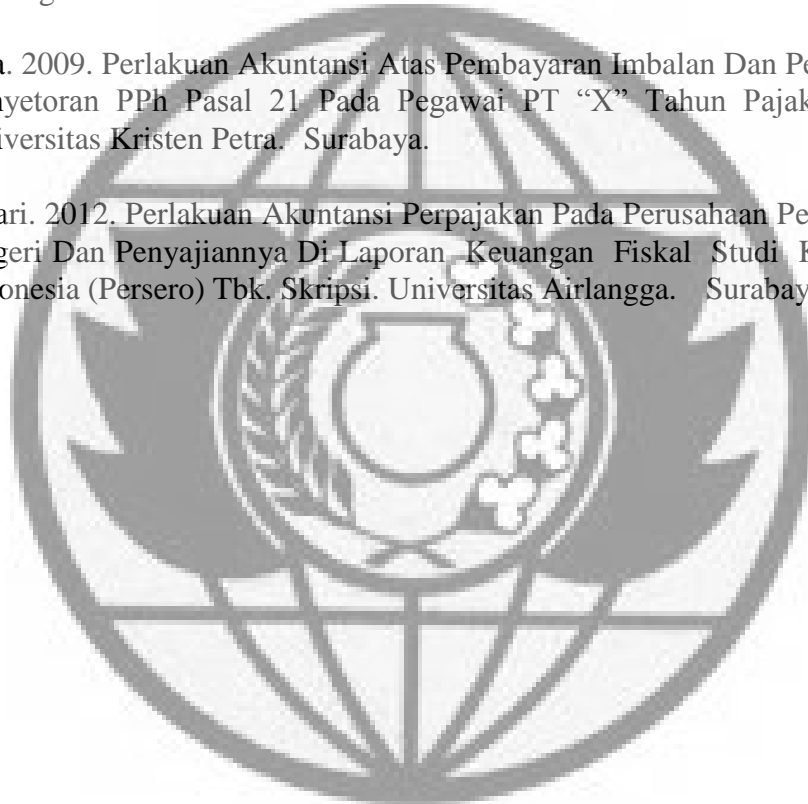 a. 2009. Perlakuan Akuntansi Atas Pembayaran Imbalan Dan Pe
nyetoran PPh Pasal 21 Pada Pegawai PT “X” Tahun Pajak
iversitas Kristen Petra. Surabaya.
ari. 2012. Perlakuan Akuntansi Perpajakan Pada Perusahaan Pe
geri Dan Penyajiannya Di Laporan Keuangan Fiskal Studi K
onesia (Persero) Tbk. Skripsi. Universitas Airlangga. Surabay